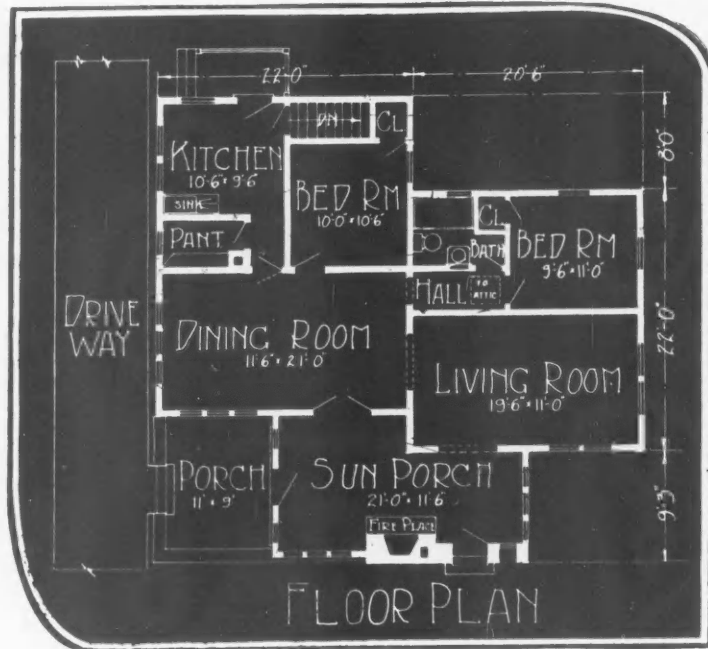 22'-0"
20'-6"
KITCHEN
10'-6" x 9'-6"
DN
CL
BED RM
10'-0" x 10'-6"
8'-0"
SINK
PANT
CL
BATH
BED RM
9'-6" x 11'-0"
HALL
TO
ATTIC
DRIVE
WAY
DINING ROOM
11'-6" x 21'-0"
LIVING ROOM
19'-6" x 11'-0"
22'-0"
PORCH
11' x 9'
SUN PORCH
21'-0" x 11'-6"
FIRE PLACE
9'-3"
FLOOR PLAN